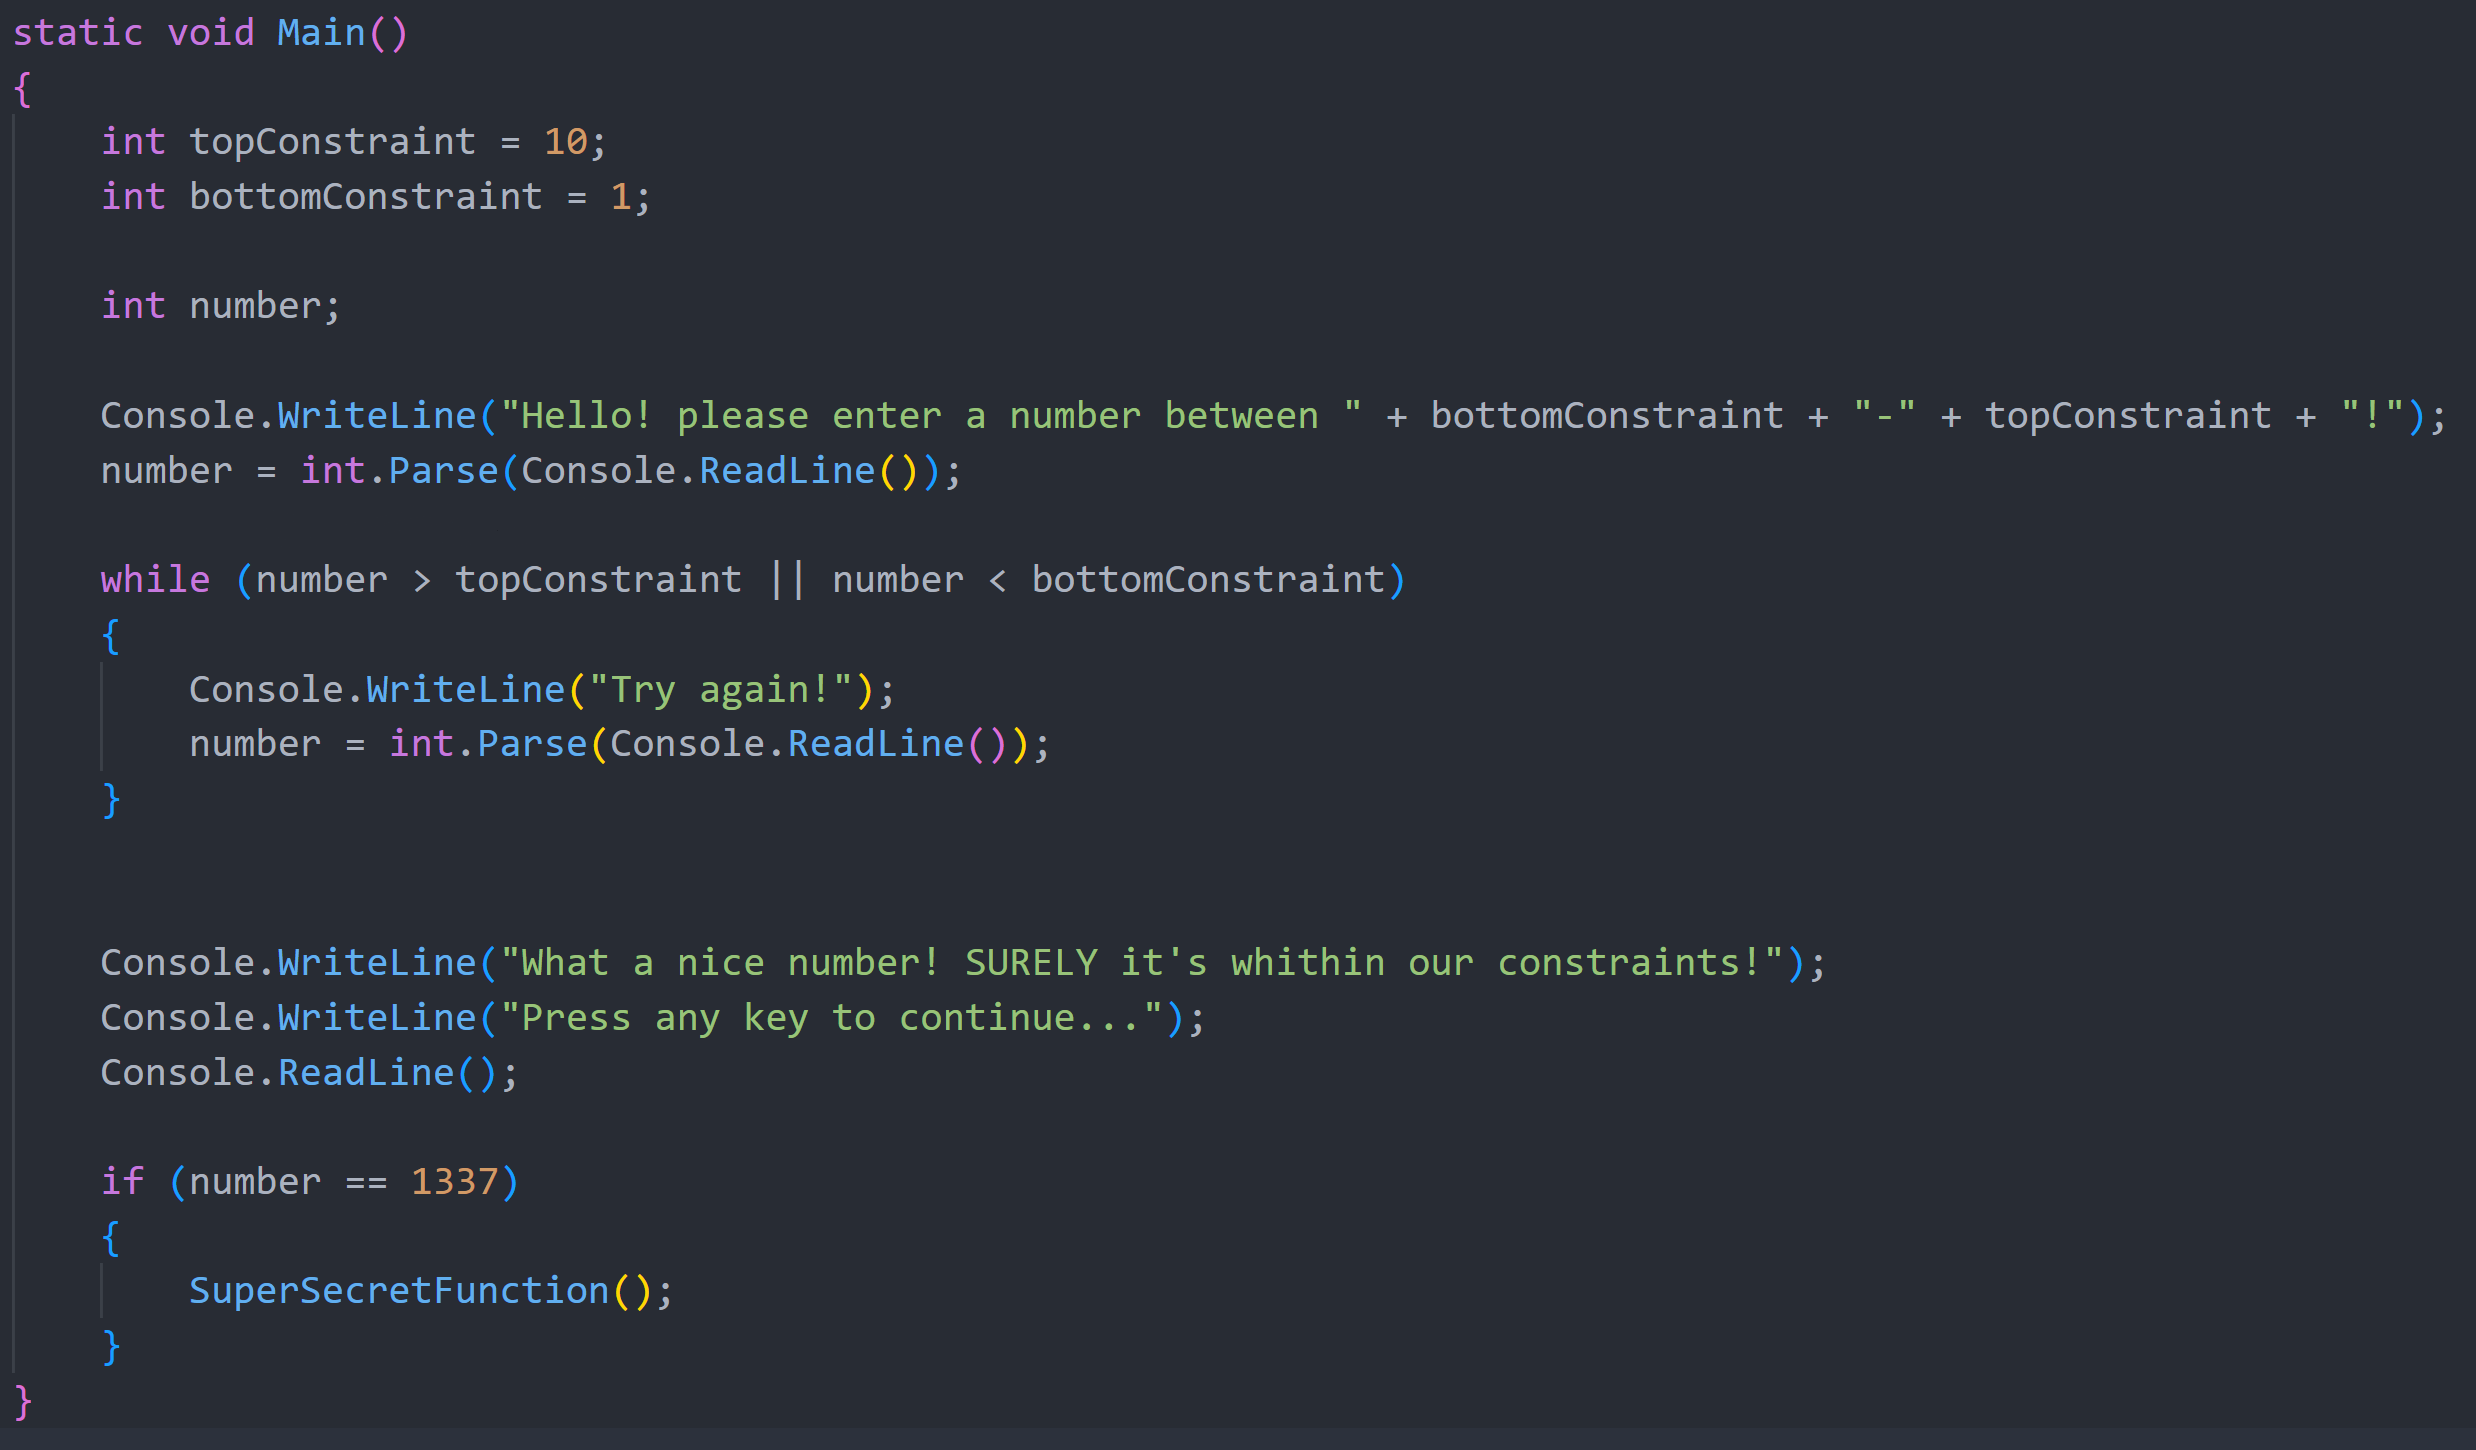 static void Main()
{
    int topConstraint = 10;
    int bottomConstraint = 1;

    int number;

    Console.WriteLine("Hello! please enter a number between " + bottomConstraint + "-" + topConstraint + "!");
    number = int.Parse(Console.ReadLine());

    while (number > topConstraint || number < bottomConstraint)
    {
        Console.WriteLine("Try again!");
        number = int.Parse(Console.ReadLine());
    }


    Console.WriteLine("What a nice number! SURELY it's whithin our constraints!");
    Console.WriteLine("Press any key to continue...");
    Console.ReadLine();

    if (number == 1337)
    {
        SuperSecretFunction();
    }
}